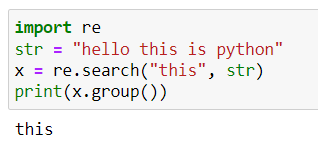 import re
str = "hello this is python"
x = re.search("this", str)
print(x.group())
this